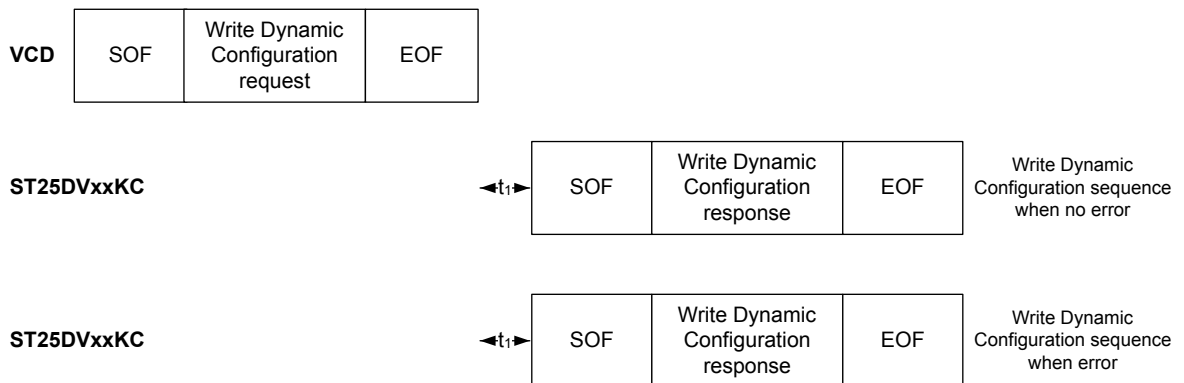 VCD
SOF
Write Dynamic
Configuration
request
EOF
ST25DVxxKC
t1
SOF
Write Dynamic
Configuration
response
EOF
Write Dynamic
Configuration sequence
when no error
ST25DVxxKC
t1
SOF
Write Dynamic
Configuration
response
EOF
Write Dynamic
Configuration sequence
when error